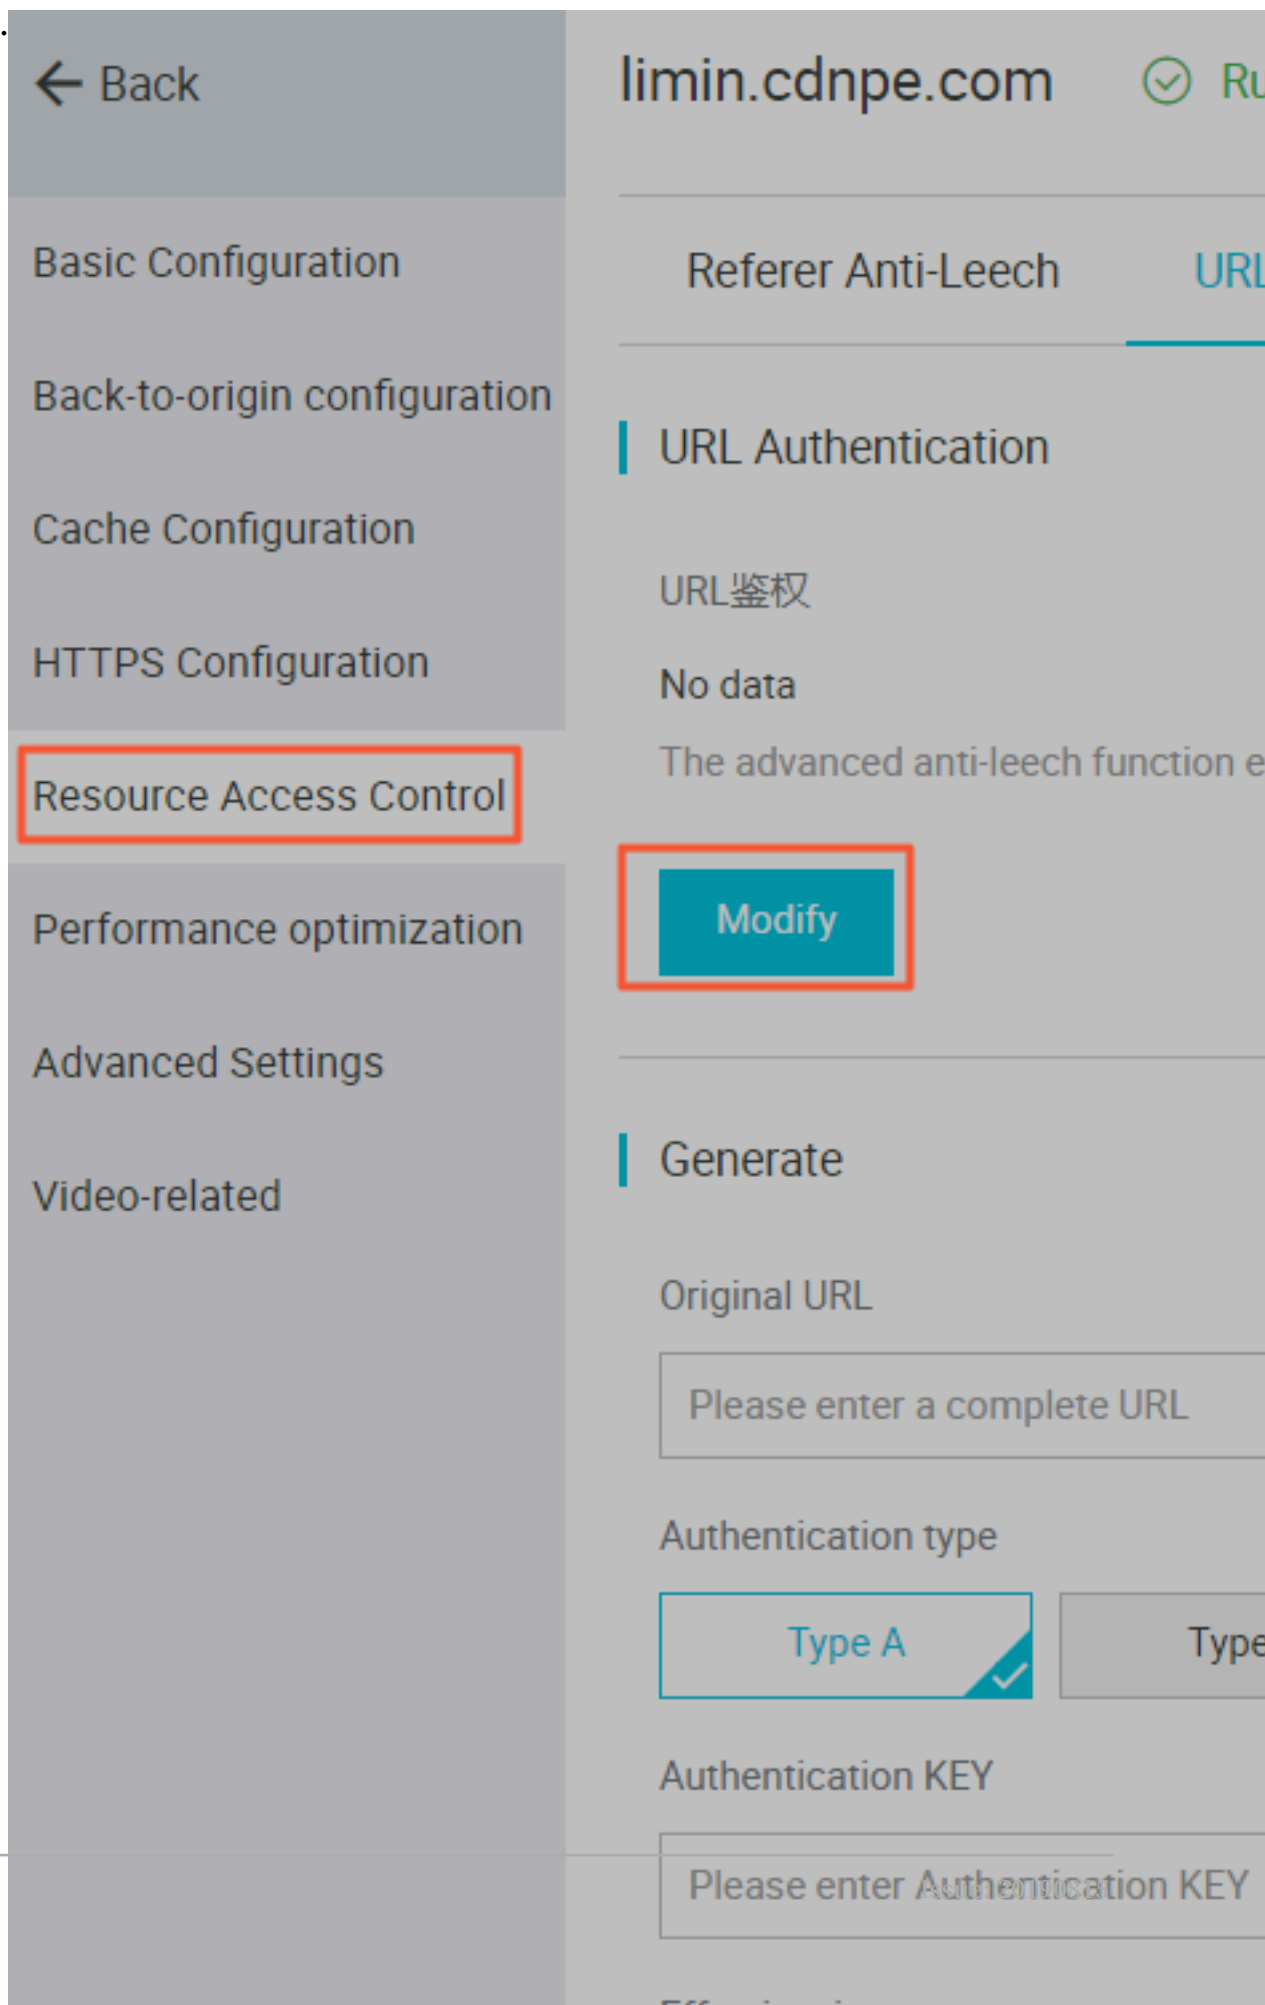 ← Back
limin.cdnpe.com
Ru
Basic Configuration
Back-to-origin configuration
Cache Configuration
HTTPS Configuration
Resource Access Control
Performance optimization
Advanced Settings
Video-related
Referer Anti-Leech
URL
URL Authentication
URL鉴权
No data
The advanced anti-leech function e
Modify
Generate
Original URL
Please enter a complete URL
Authentication type
Type A
Type
Authentication KEY
Please enter Authentication KEY